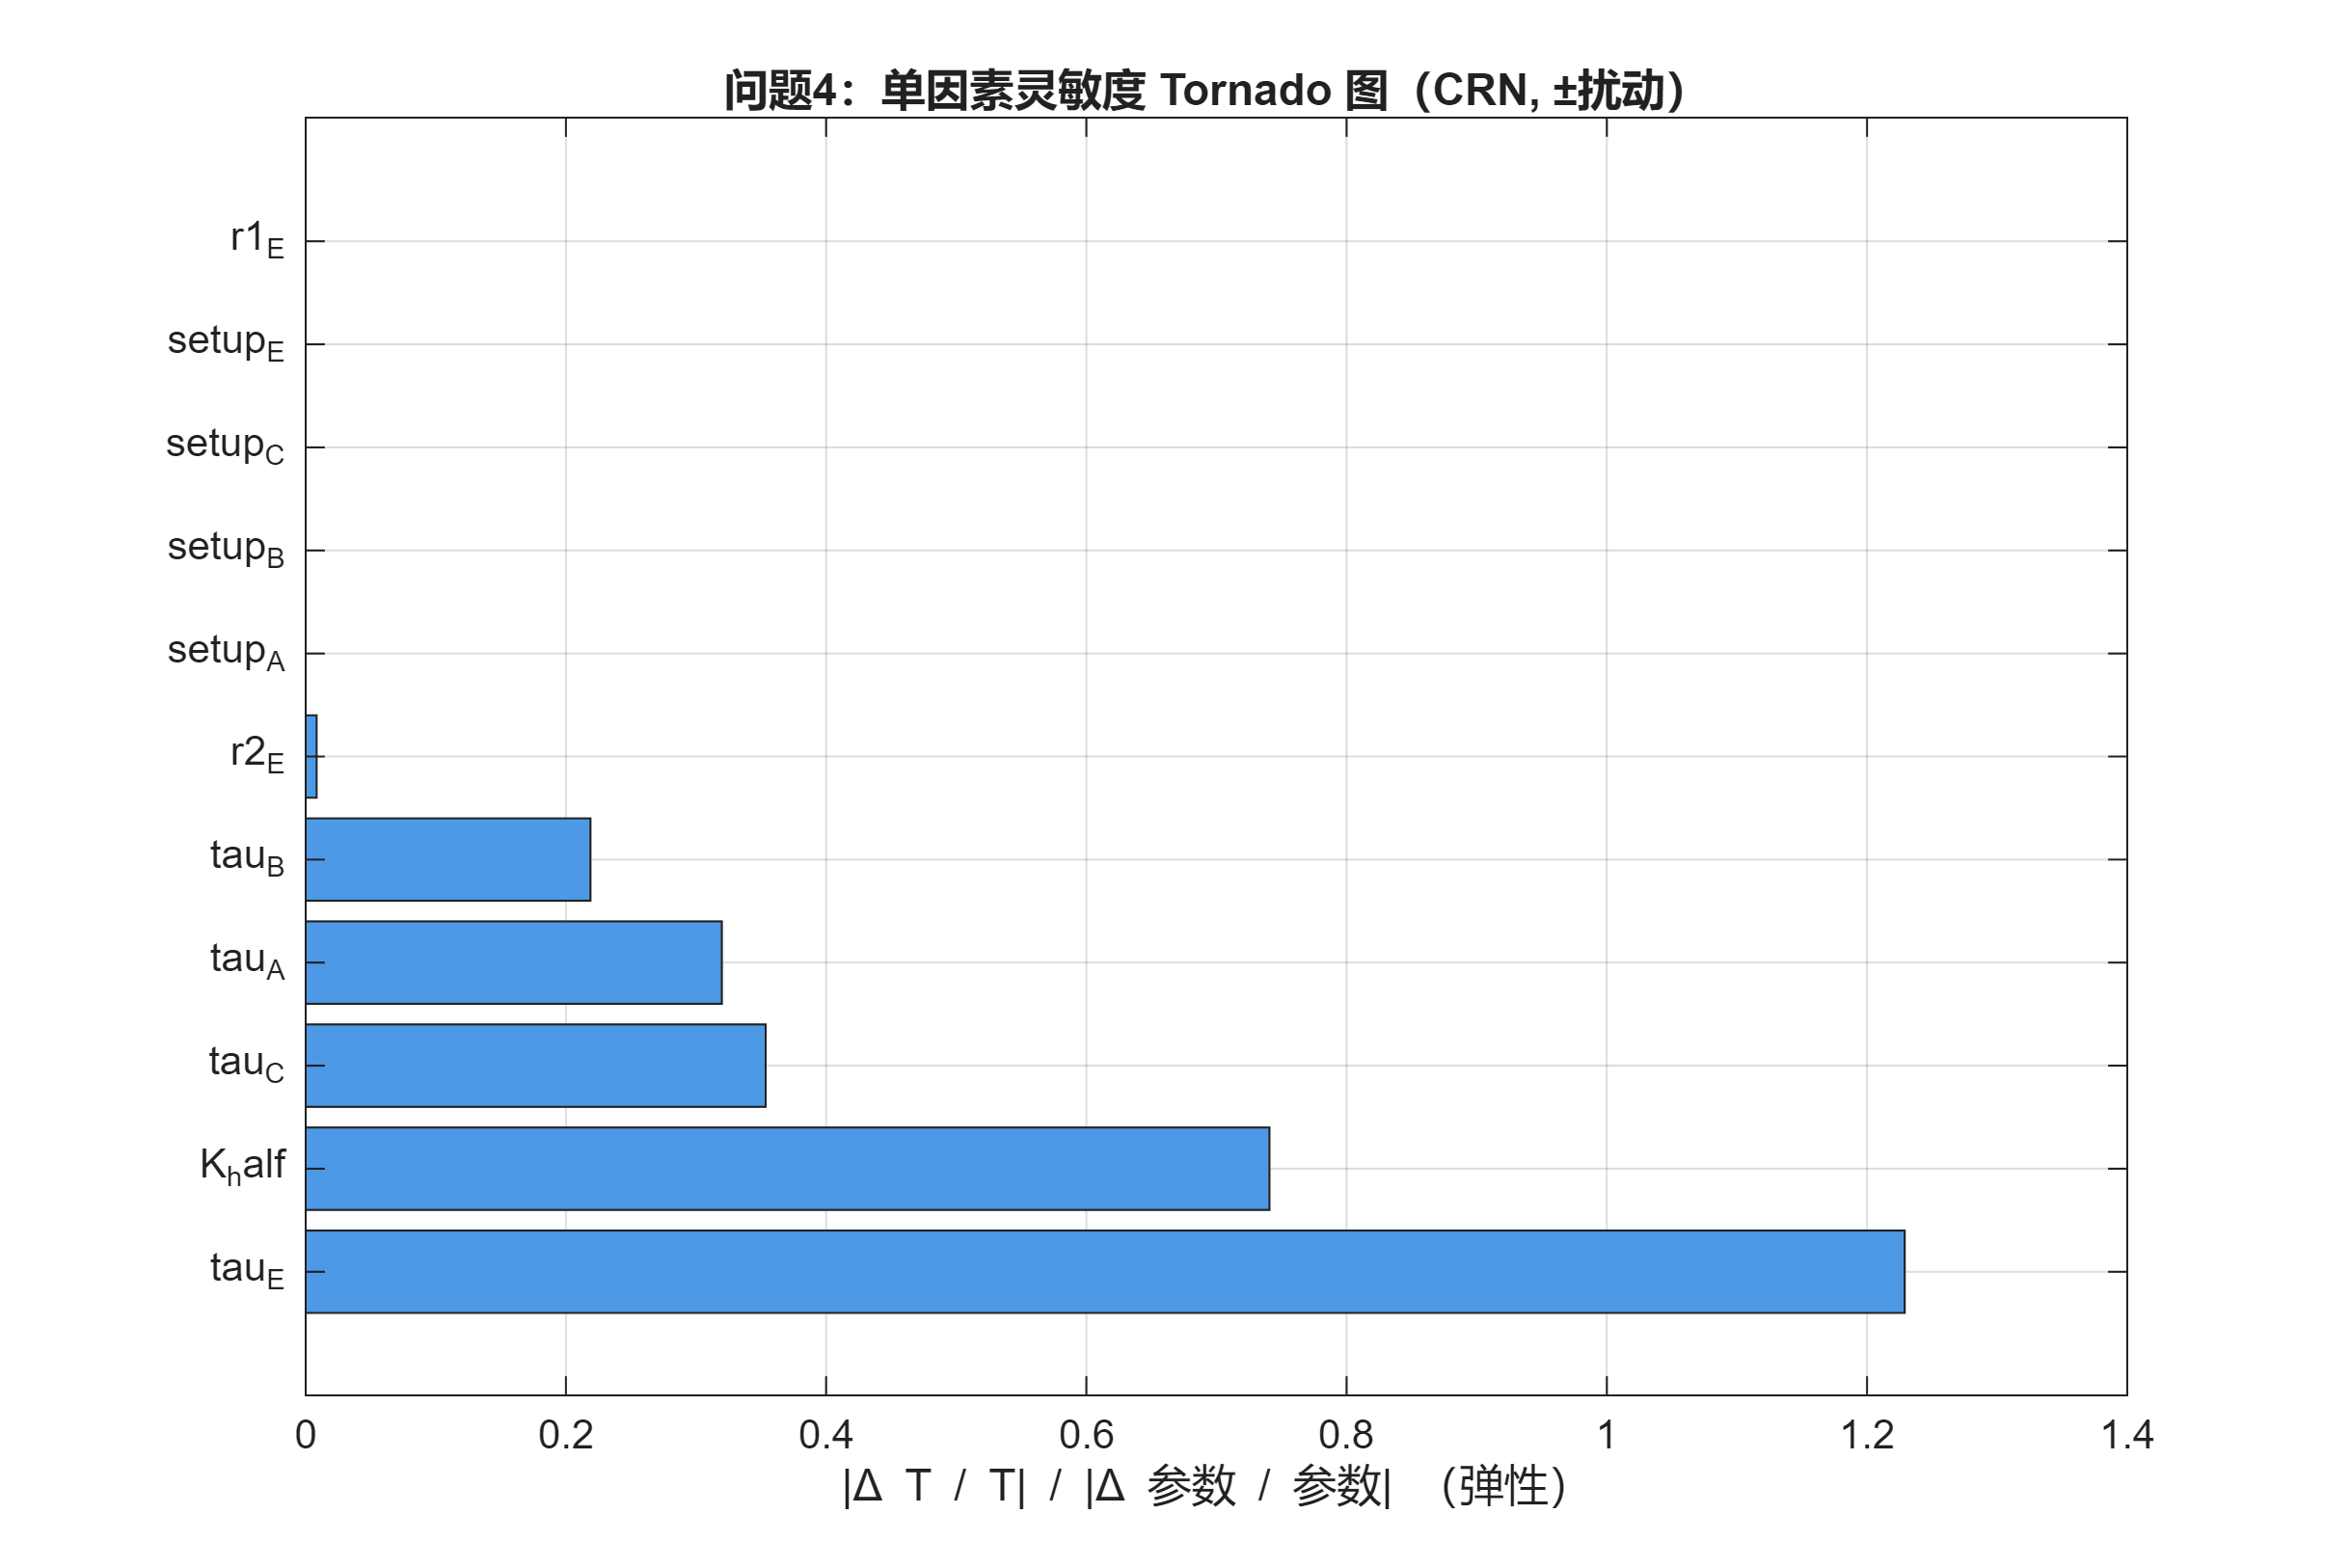 问题4：单因素灵敏度 Tornado 图（CRN, ±扰动）
r1E
setupE
setupC
setupB
setupA
r2E
tauB
tauA
tauC
Khalf
tauE
0 0.2 0.4 0.6 0.8 1 1.2 1.4
|Δ T / T| / |Δ 参数 / 参数| （弹性）